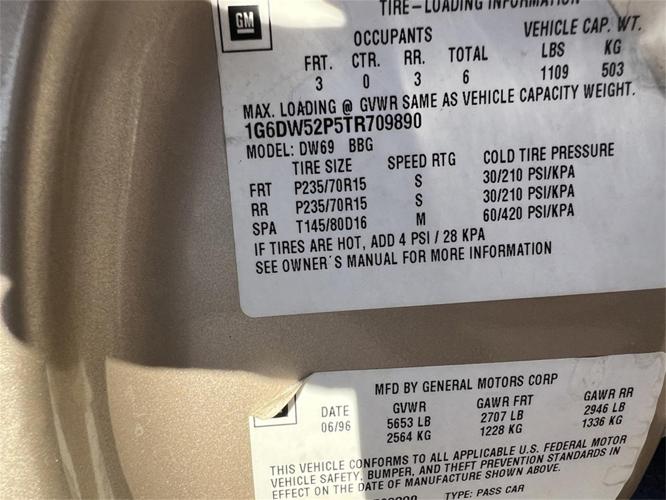 GM
TIRE-LOADING INFORMATION
OCCUPANTS VEHICLE CAP. WT.
FRT. CTR. RR. TOTAL LBS KG
3 0 3 6 1109 503
MAX. LOADING @ GVWR SAME AS VEHICLE CAPACITY WEIGHT.
1G6DW52P5TR709890
MODEL: DW69 BBG
TIRE SIZE SPEED RTG COLD TIRE PRESSURE
FRT P235/70R15 S 30/210 PSI/KPA
RR P235/70R15 S 30/210 PSI/KPA
SPA T145/80D16 M 60/420 PSI/KPA
IF TIRES ARE HOT, ADD 4 PSI / 28 KPA
SEE OWNER'S MANUAL FOR MORE INFORMATION
MFD BY GENERAL MOTORS CORP
DATE GVWR GAWR FRT GAWR RR
06/96 5653 LB 2707 LB 2946 LB
2564 KG 1228 KG 1336 KG
THIS VEHICLE CONFORMS TO ALL APPLICABLE U.S. FEDERAL MOTOR
VEHICLE SAFETY, BUMPER, AND THEFT PREVENTION STANDARDS IN
EFFECT ON THE DATE OF MANUFACTURE SHOWN ABOVE.
TYPE: PASS CAR